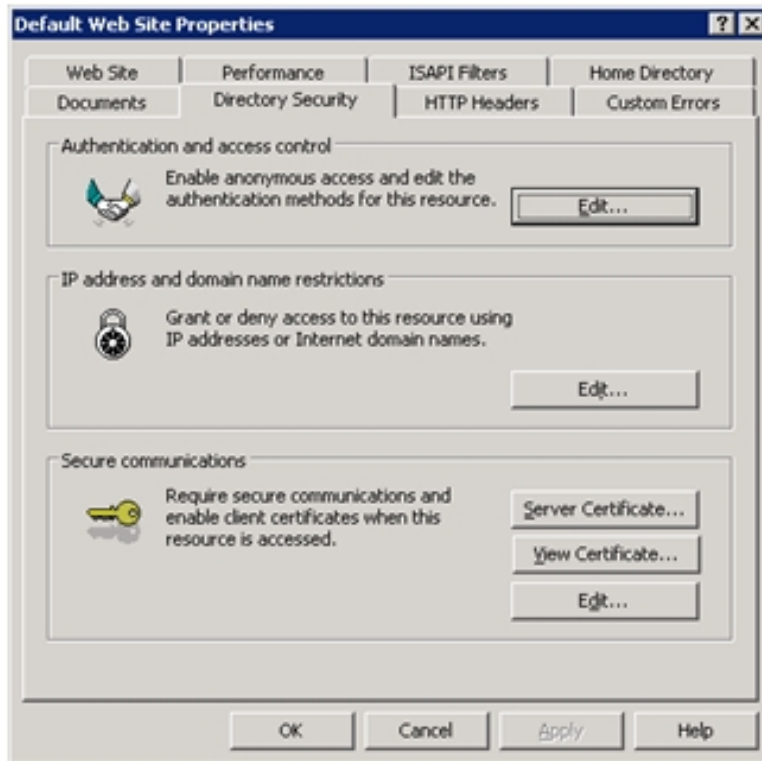 Default Web Site Properties
Web Site Performance ISAPI Filters Home Directory
Documents Directory Security HTTP Headers Custom Errors
Authentication and access control
Enable anonymous access and edit the
authentication methods for this resource.
Edit...
IP address and domain name restrictions
Grant or deny access to this resource using
IP addresses or Internet domain names.
Edit...
Secure communications
Require secure communications and
enable client certificates when this
resource is accessed.
Server Certificate...
View Certificate...
Edit...
OK Cancel Apply Help